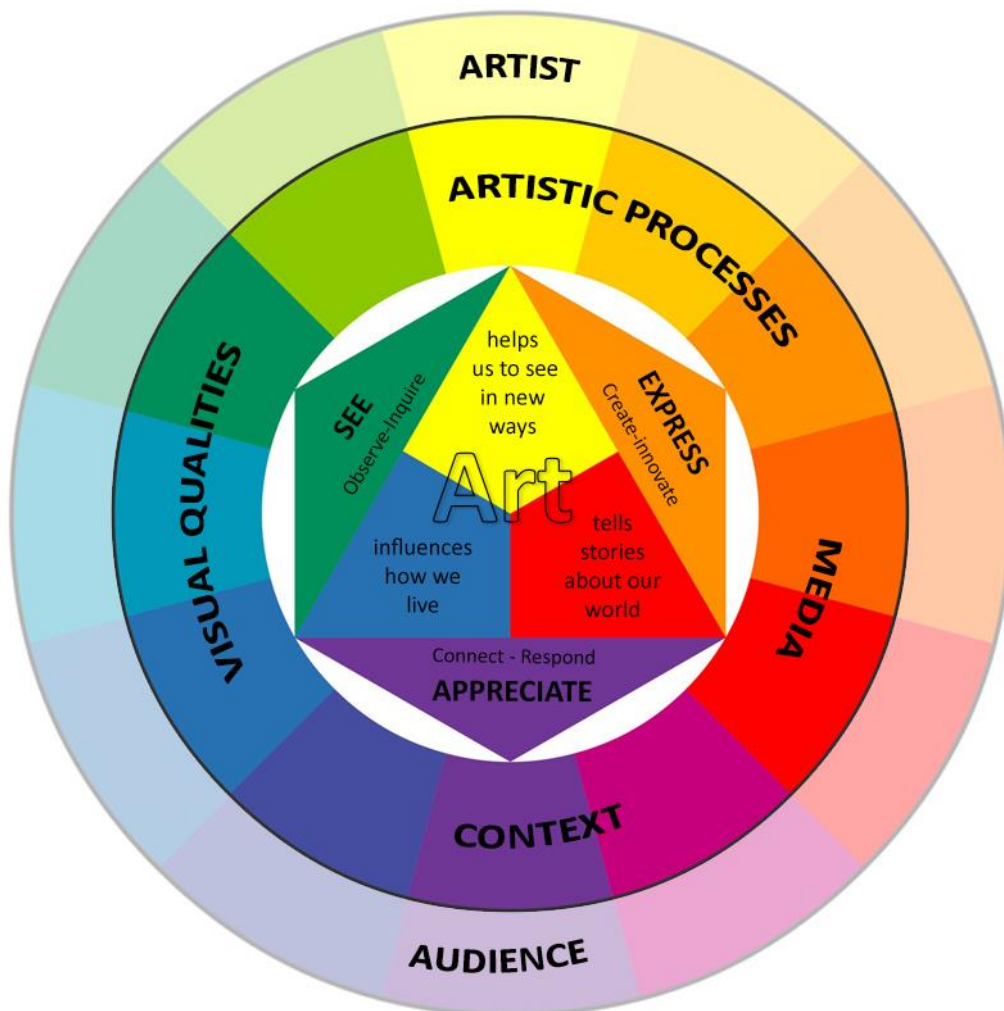 ARTIST
ARTISTIC PROCESSES
helps
us to see
in new
ways
SEE
Observe-Inquire
EXPRESS
Create-innovate
Art
VISUAL QUALITIES
influences
how we
live
tells
stories
about our
world
MEDIA
Connect - Respond
APPRECIATE
CONTEXT
AUDIENCE